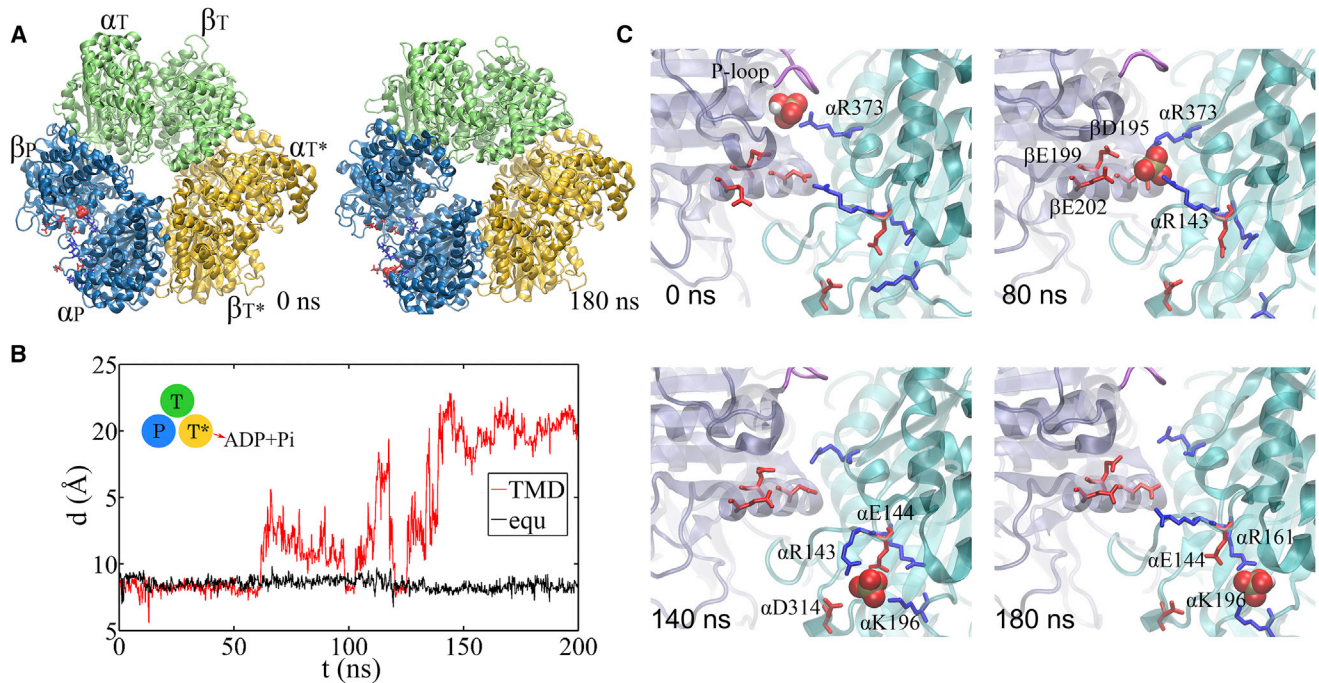 A
αT
βT
βP
αT*
αP
βT*
0 ns
180 ns
B
25
20
5
10
5
d (Å)
T
P
T*
ADP+Pi
TMD
equ
0
50
100
150
200
t (ns)
C
P-loop
αR373
0 ns
αR373
βD195
βE199
βE202
αR143
80 ns
αE144
αR143
αD314
αK196
140 ns
αR161
αE144
αK196
180 ns